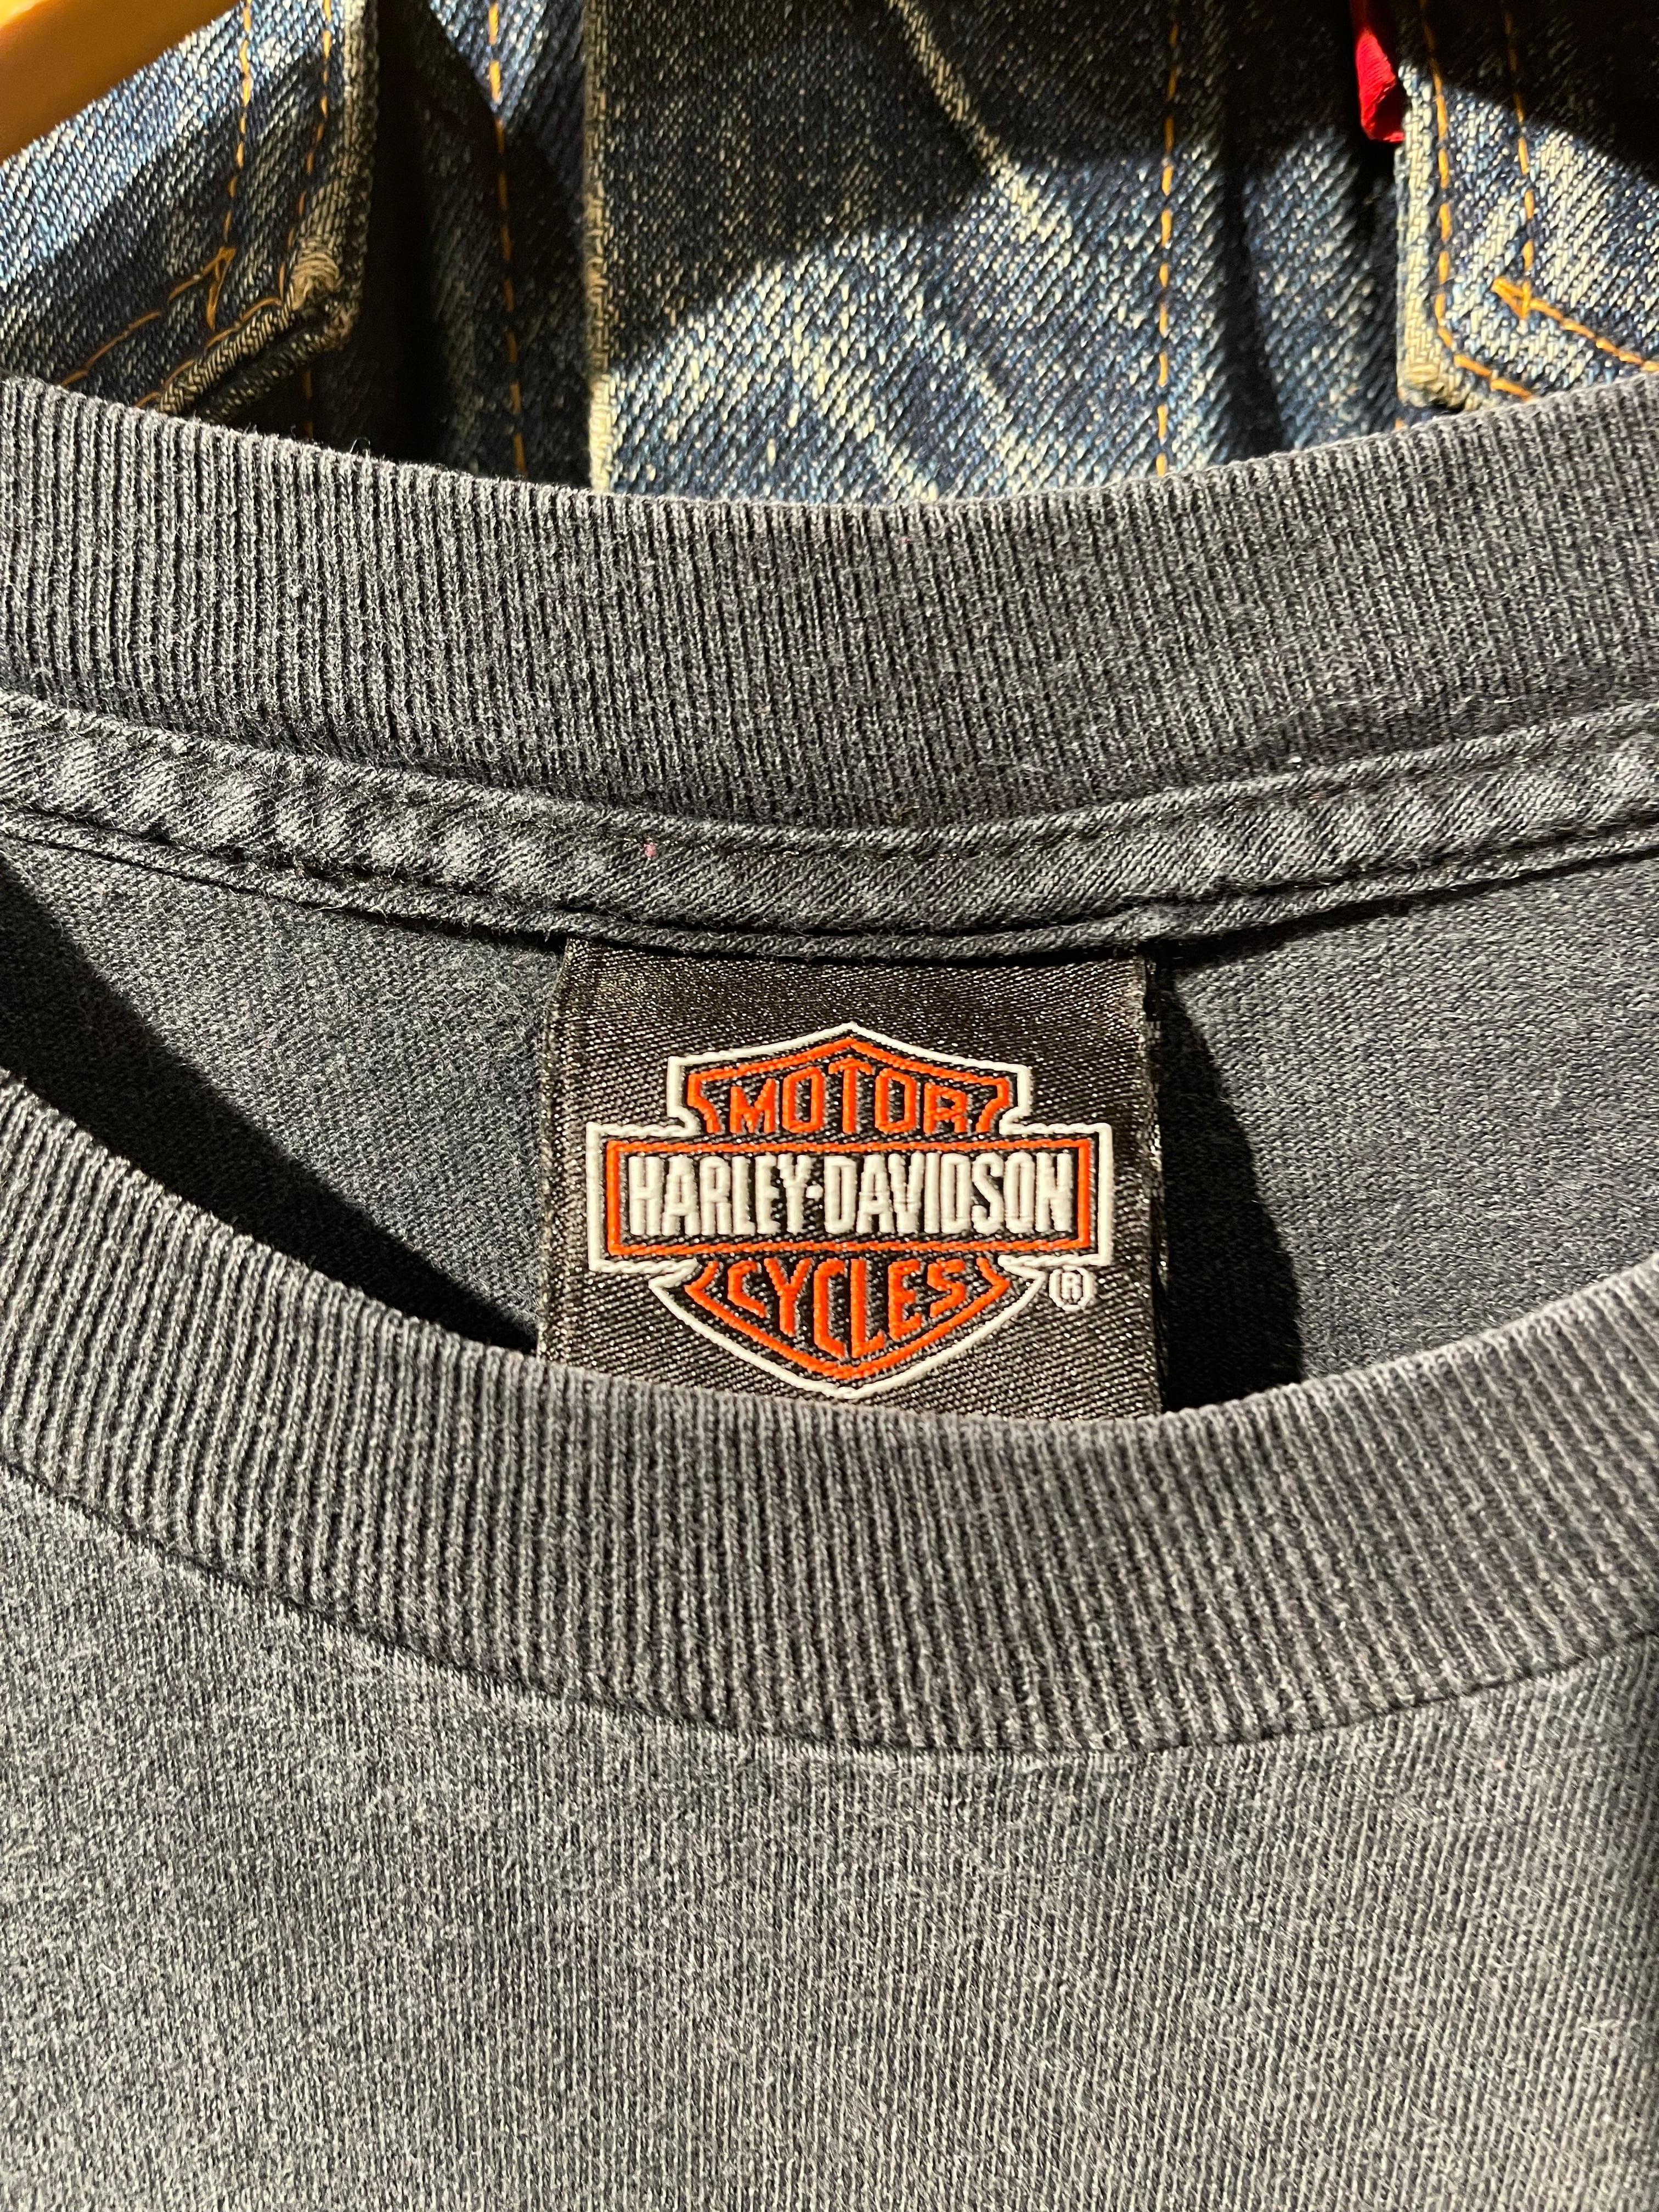 MOTOR
HARLEY-DAVIDSON
CYCLES
®